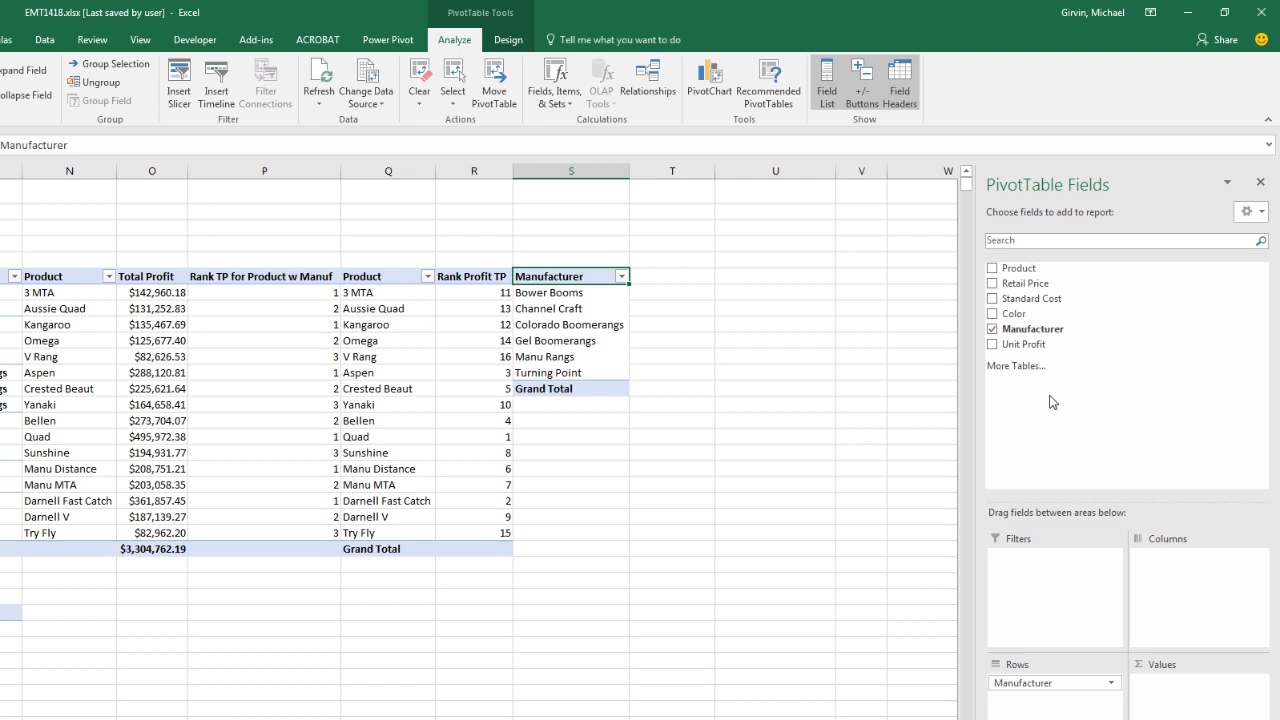 EMT1418.xlsx [Last saved by user] - Excel
PivotTable Tools
Girvin, Michael
las Data Review View Developer Add-ins ACROBAT Power Pivot Analyze Design Tell me what you want to do Share
xpand Field
ollapse Field
Group Selection
Ungroup
Group Field
Group
Insert Slicer
Insert Timeline
Filter Connections
Filter
Refresh
Change Data Source
Data
Clear
Select
Move PivotTable
Actions
Fields, Items, & Sets
OLAP Tools
Relationships
Calculations
PivotChart
Recommended PivotTables
Tools
Field List
+/- Buttons
Field Headers
Show
Manufacturer
N O P Q R S T U V W
Product Total Profit Rank TP for Product w Manuf Product Rank Profit TP Manufacturer
3 MTA $142,960.18 1 3 MTA 11 Bower Booms
Aussie Quad $131,252.83 2 Aussie Quad 13 Channel Craft
Kangaroo $135,467.69 1 Kangaroo 12 Colorado Boomerangs
Omega $125,677.40 2 Omega 14 Gel Boomerangs
V Rang $82,626.53 3 V Rang 16 Manu Rangs
gs Aspen $288,120.81 1 Aspen 3 Turning Point
gs Crested Beaut $225,621.64 2 Crested Beaut 5 Grand Total
gs Yanaki $164,658.41 3 Yanaki 10
Bellen $273,704.07 2 Bellen 4
Quad $495,972.38 1 Quad 1
Sunshine $194,931.77 3 Sunshine 8
Manu Distance $208,751.21 1 Manu Distance 6
Manu MTA $203,058.35 2 Manu MTA 7
Darnell Fast Catch $361,857.45 1 Darnell Fast Catch 2
Darnell V $187,139.27 2 Darnell V 9
Try Fly $82,962.20 3 Try Fly 15
$3,304,762.19 Grand Total
PivotTable Fields
Choose fields to add to report:
Search
Product
Retail Price
Standard Cost
Color
Manufacturer
Unit Profit
More Tables...
Drag fields between areas below:
Filters
Columns
Rows
Σ Values
Manufacturer